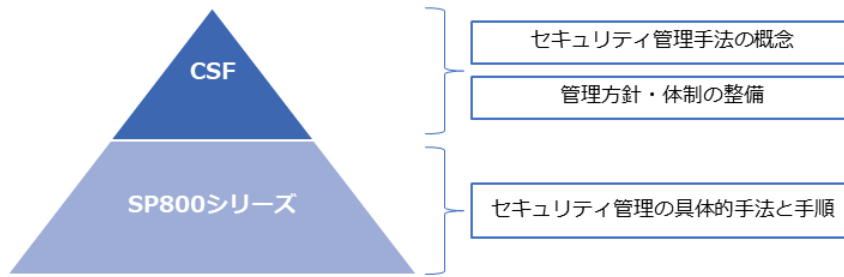 CSF
セキュリティ管理手法の概念
管理方針・体制の整備
SP800シリーズ
セキュリティ管理の具体的手法と手順